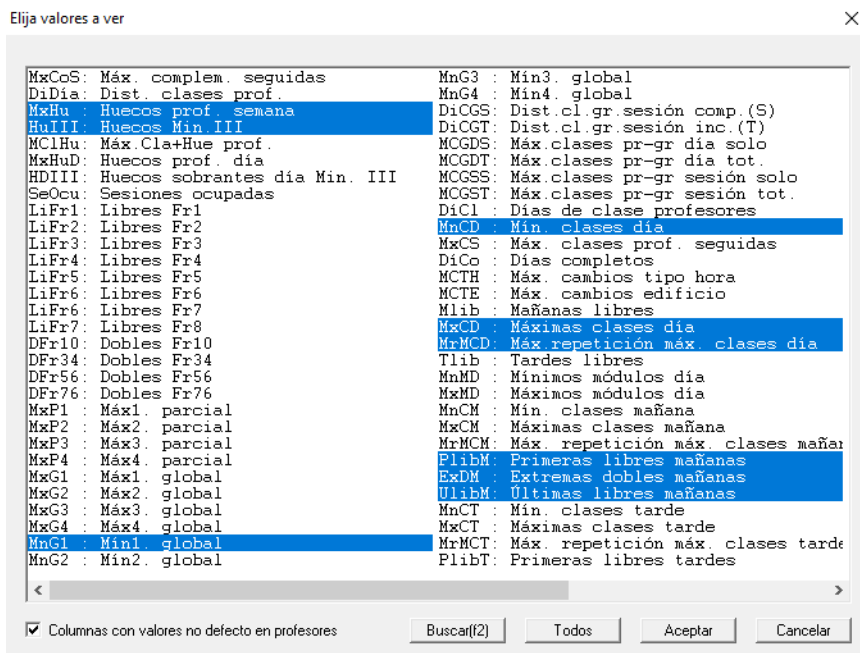 Elija valores a ver
MxCoS: Máx. complem. seguidas
DiDía: Dist. clases prof.
MxHu : Huecos prof. semana
HuIII: Huecos Min.III
MClHu: Máx.Cla+Hue prof.
MxHuD: Huecos prof. día
HDIII: Huecos sobrantes día Min. III
SeOcu: Sesiones ocupadas
LiFr1: Libres Fr1
LiFr2: Libres Fr2
LiFr3: Libres Fr3
LiFr4: Libres Fr4
LiFr5: Libres Fr5
LiFr6: Libres Fr6
LiFr6: Libres Fr7
LiFr7: Libres Fr8
DFr10: Dobles Fr10
DFr34: Dobles Fr34
DFr56: Dobles Fr56
DFr76: Dobles Fr76
MxP1 : Máx1. parcial
MxP2 : Máx2. parcial
MxP3 : Máx3. parcial
MxP4 : Máx4. parcial
MxG1 : Máx1. global
MxG2 : Máx2. global
MxG3 : Máx3. global
MxG4 : Máx4. global
MnG1 : Mín1. global
MnG2 : Mín2. global
MnG3 : Mín3. global
MnG4 : Mín4. global
DiCGS: Dist.cl.gr.sesión comp.(S)
DiCGT: Dist.cl.gr.sesión inc.(T)
MCGDS: Máx.clases pr-gr día solo
MCGDT: Máx.clases pr-gr día tot.
MCGSS: Máx.clases pr-gr sesión solo
MCGST: Máx.clases pr-gr sesión tot.
DíCl : Días de clase profesores
MnCD : Mín. clases día
MxCS : Máx. clases prof. seguidas
DíCo : Días completos
MCTH : Máx. cambios tipo hora
MCTE : Máx. cambios edificio
Mlib : Mañanas libres
MxCD : Máximas clases día
MrMCD: Máx.repetición máx. clases día
Tlib : Tardes libres
MnMD : Mínimos módulos día
MxMD : Máximos módulos día
MnCM : Mín. clases mañana
MxCM : Máximas clases mañana
MrMCM: Máx. repetición máx. clases mañan
PlibM: Primeras libres mañanas
ExDM : Extremas dobles mañanas
UlibM: Últimas libres mañanas
MnCT : Mín. clases tarde
MxCT : Máximas clases tarde
MrMCT: Máx. repetición máx. clases tarde
PlibT: Primeras libres tardes
Columnas con valores no defecto en profesores
Buscar(f2)
Todos
Aceptar
Cancelar